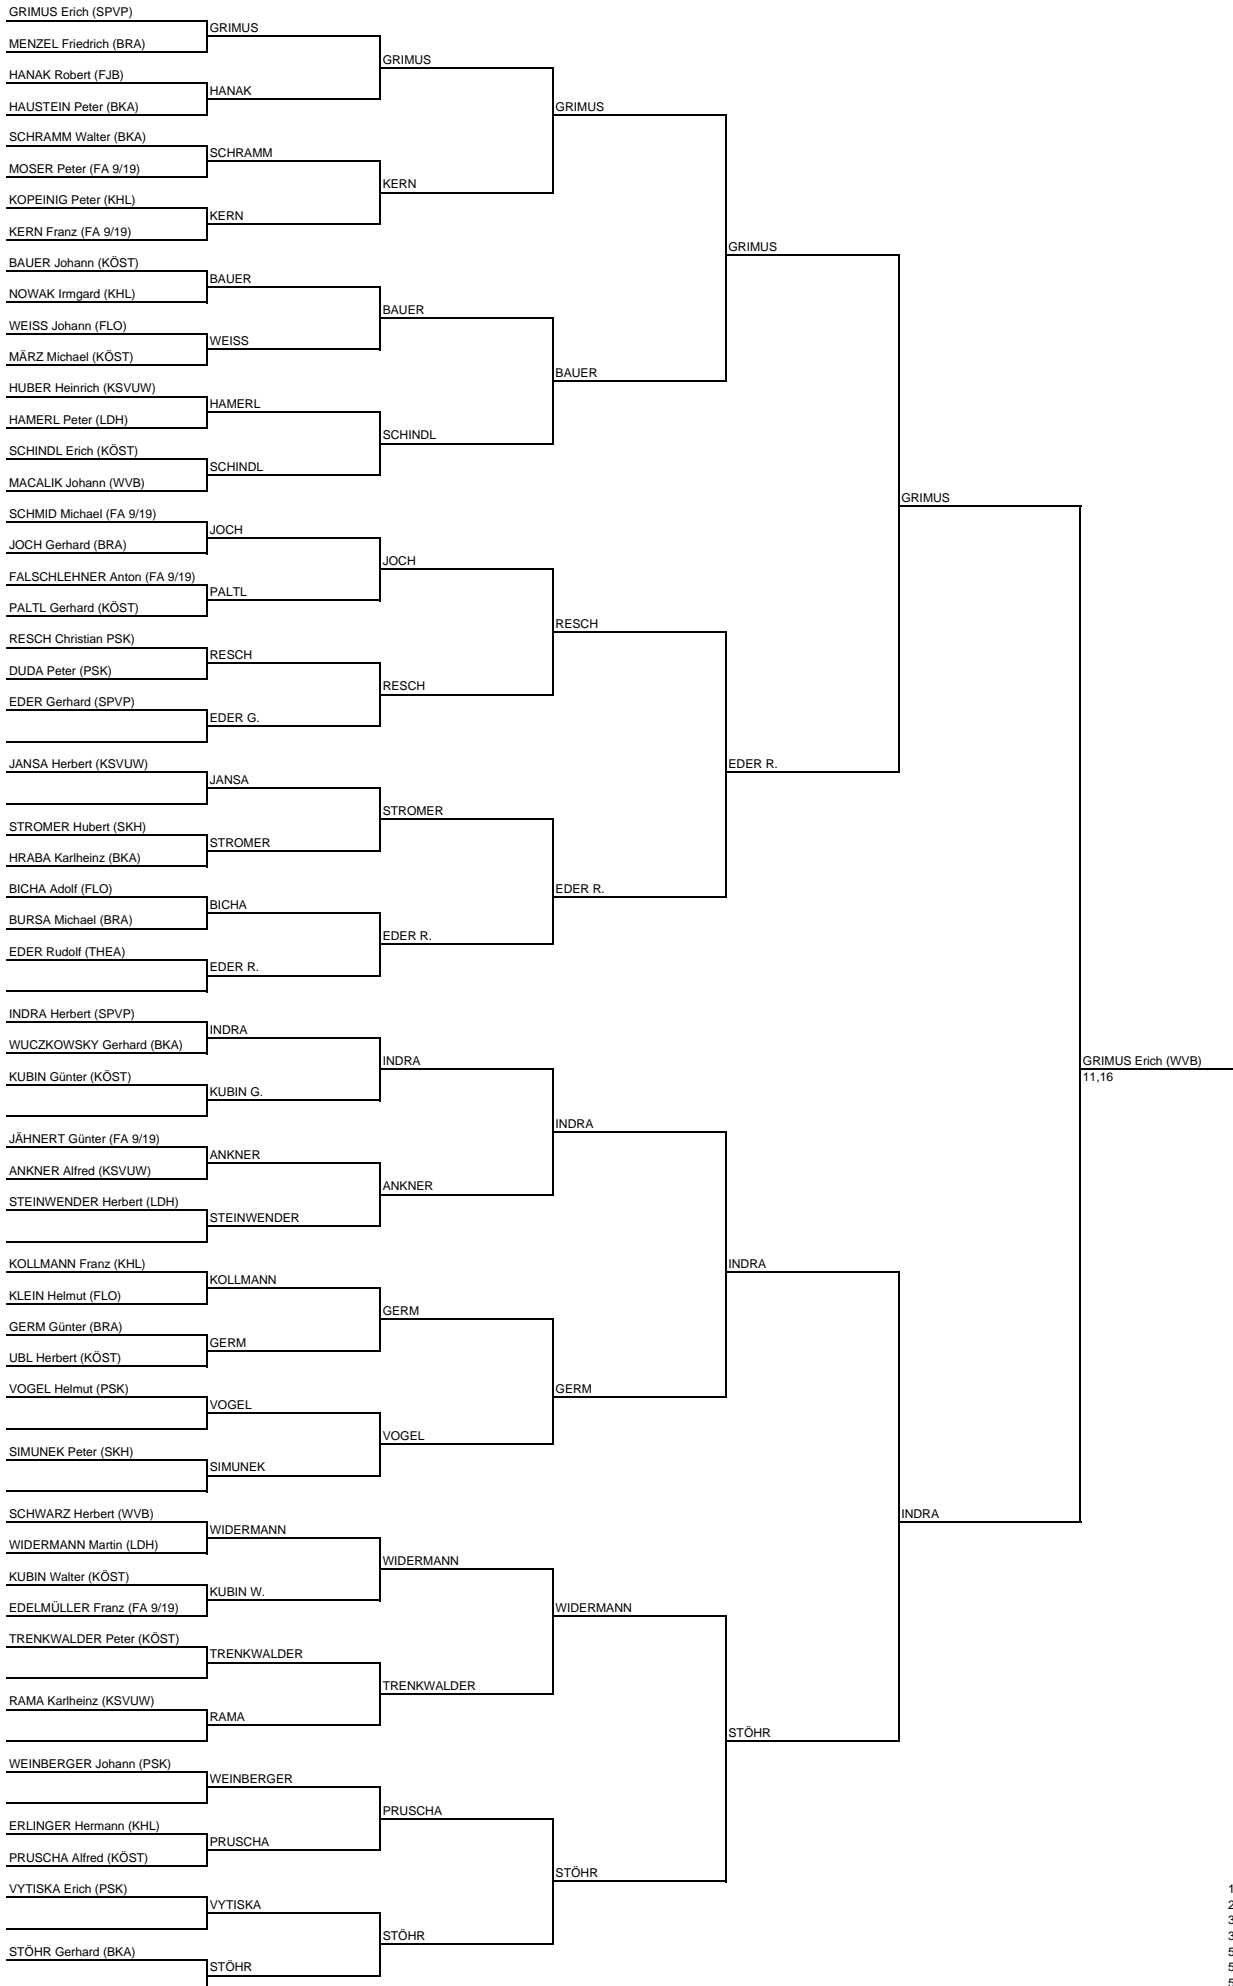 GRIMUS Erich (SPVP)
GRIMUS
MENZEL Friedrich (BRA)
GRIMUS
HANAK Robert (FJB)
HANAK
HAUSTEIN Peter (BKA)
GRIMUS
SCHRAMM Walter (BKA)
SCHRAMM
MOSER Peter (FA 9/19)
KERN
KOPEINIG Peter (KHL)
KERN
KERN Franz (FA 9/19)
GRIMUS
BAUER Johann (KÖST)
BAUER
NOWAK Irmgard (KHL)
BAUER
WEISS Johann (FLO)
WEISS
MÄRZ Michael (KÖST)
BAUER
HUBER Heinrich (KSVUW)
HAMERL
HAMERL Peter (LDH)
SCHINDL
SCHINDL Erich (KÖST)
SCHINDL
MACALIK Johann (WVB)
GRIMUS
SCHMID Michael (FA 9/19)
JOCH
JOCH Gerhard (BRA)
JOCH
FALSCHLEHNER Anton (FA 9/19)
PALTL
PALTL Gerhard (KÖST)
RESCH
RESCH Christian PSK)
RESCH
DUDA Peter (PSK)
RESCH
EDER Gerhard (SPVP)
EDER G.
JANSA Herbert (KSVUW)
EDER R.
JANSA
STROMER
STROMER Hubert (SKH)
STROMER
HRABA Karlheinz (BKA)
BICHA Adolf (FLO)
EDER R.
BICHA
BURSA Michael (BRA)
EDER R.
EDER Rudolf (THEA)
EDER R.
INDRA Herbert (SPVP)
INDRA
WUCZKOWSKY Gerhard (BKA)
INDRA
GRIMUS Erich (WVB)
KUBIN Günter (KÖST)
11,16
KUBIN G.
INDRA
JÄHNERT Günter (FA 9/19)
ANKNER
ANKNER Alfred (KSVUW)
ANKNER
STEINWENDER Herbert (LDH)
STEINWENDER
KOLLMANN Franz (KHL)
INDRA
KOLLMANN
KLEIN Helmut (FLO)
GERM
GERM Günter (BRA)
GERM
UBL Herbert (KÖST)
VOGEL Helmut (PSK)
GERM
VOGEL
VOGEL
SIMUNEK Peter (SKH)
SIMUNEK
SCHWARZ Herbert (WVB)
INDRA
WIDERMANN
WIDERMANN Martin (LDH)
WIDERMANN
KUBIN Walter (KÖST)
KUBIN W.
EDELMÜLLER Franz (FA 9/19)
WIDERMANN
TRENKWALDER Peter (KÖST)
TRENKWALDER
TRENKWALDER
RAMA Karlheinz (KSVUW)
RAMA
STÖHR
WEINBERGER Johann (PSK)
WEINBERGER
PRUSCHA
ERLINGER Hermann (KHL)
PRUSCHA
PRUSCHA Alfred (KÖST)
STÖHR
VYTISKA Erich (PSK)
1
VYTISKA
2
3
STÖHR
3
STÖHR Gerhard (BKA)
5
STÖHR
5